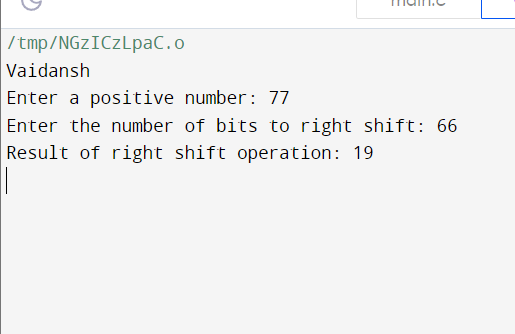 main.c
/tmp/NGzICzLpaC.o
Vaidansh
Enter a positive number: 77
Enter the number of bits to right shift: 66
Result of right shift operation: 19